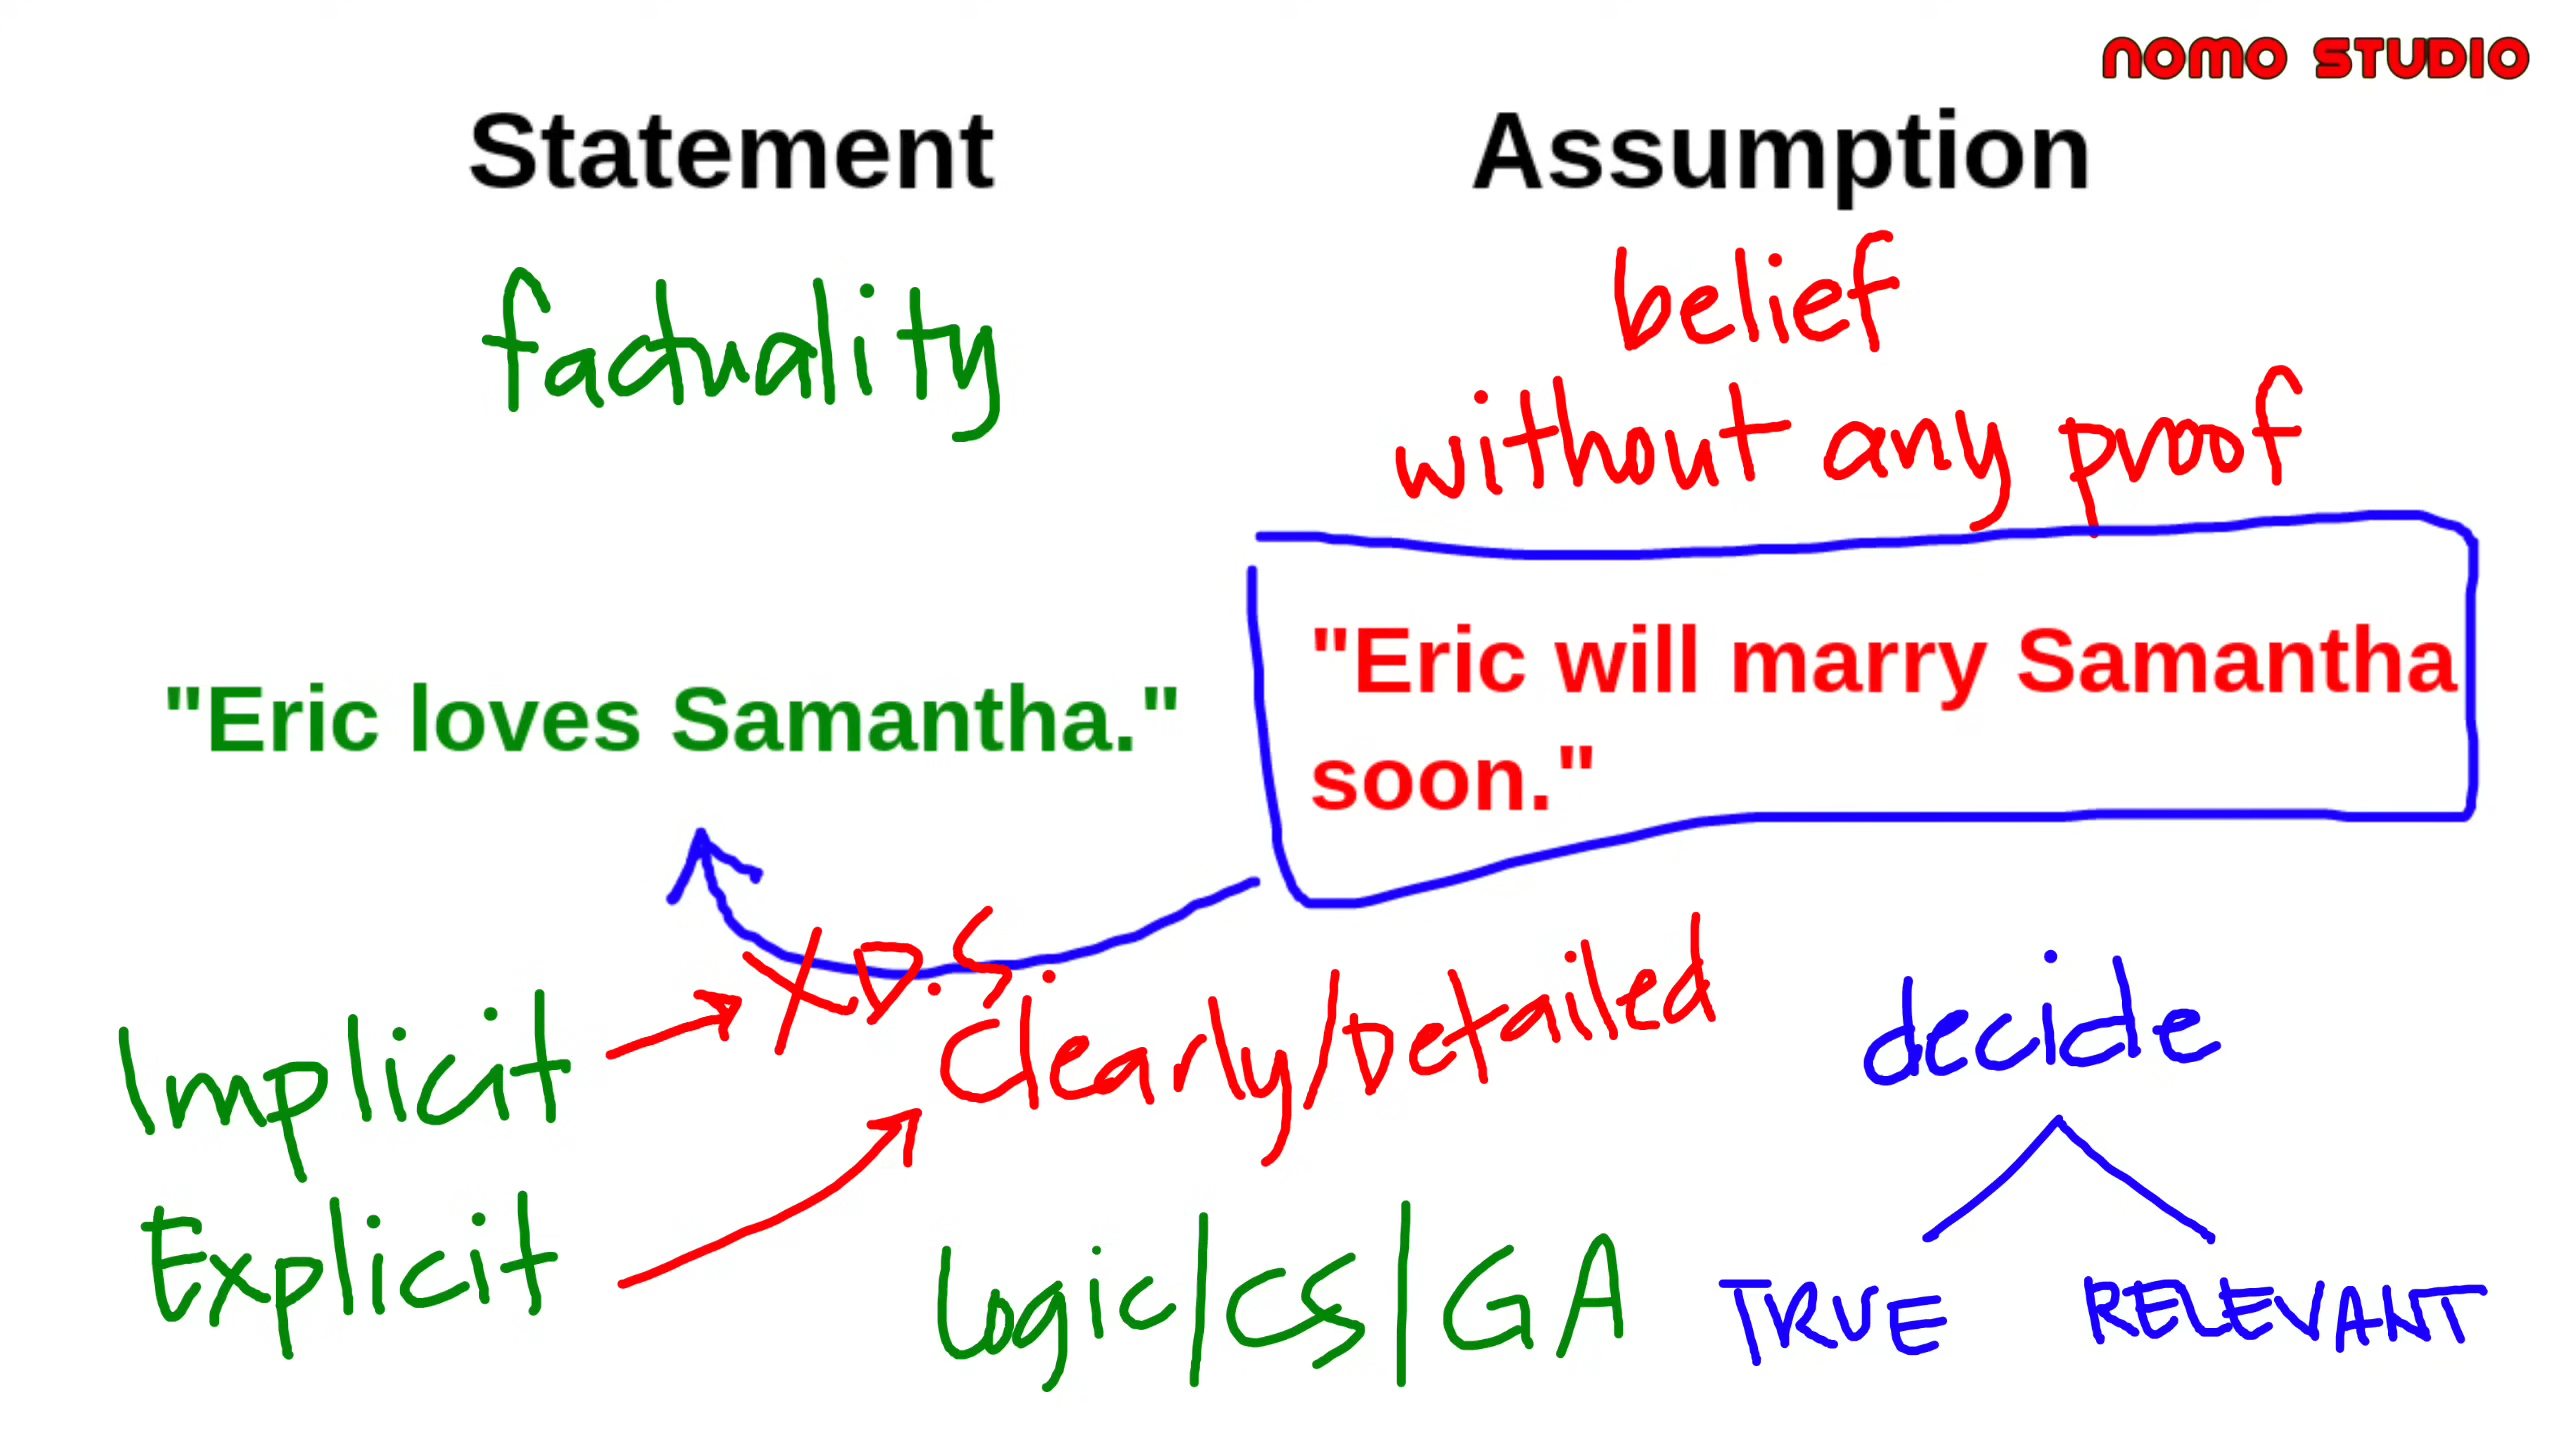 NOMO STUDIO
Statement
Assumption
factuality
belief
without any proof
"Eric loves Samantha."
"Eric will marry Samantha
soon."
Implicit
X D.S.
Clearly/Detailed
Explicit
decide
Logic/CS/GA
TRUE
RELEVANT